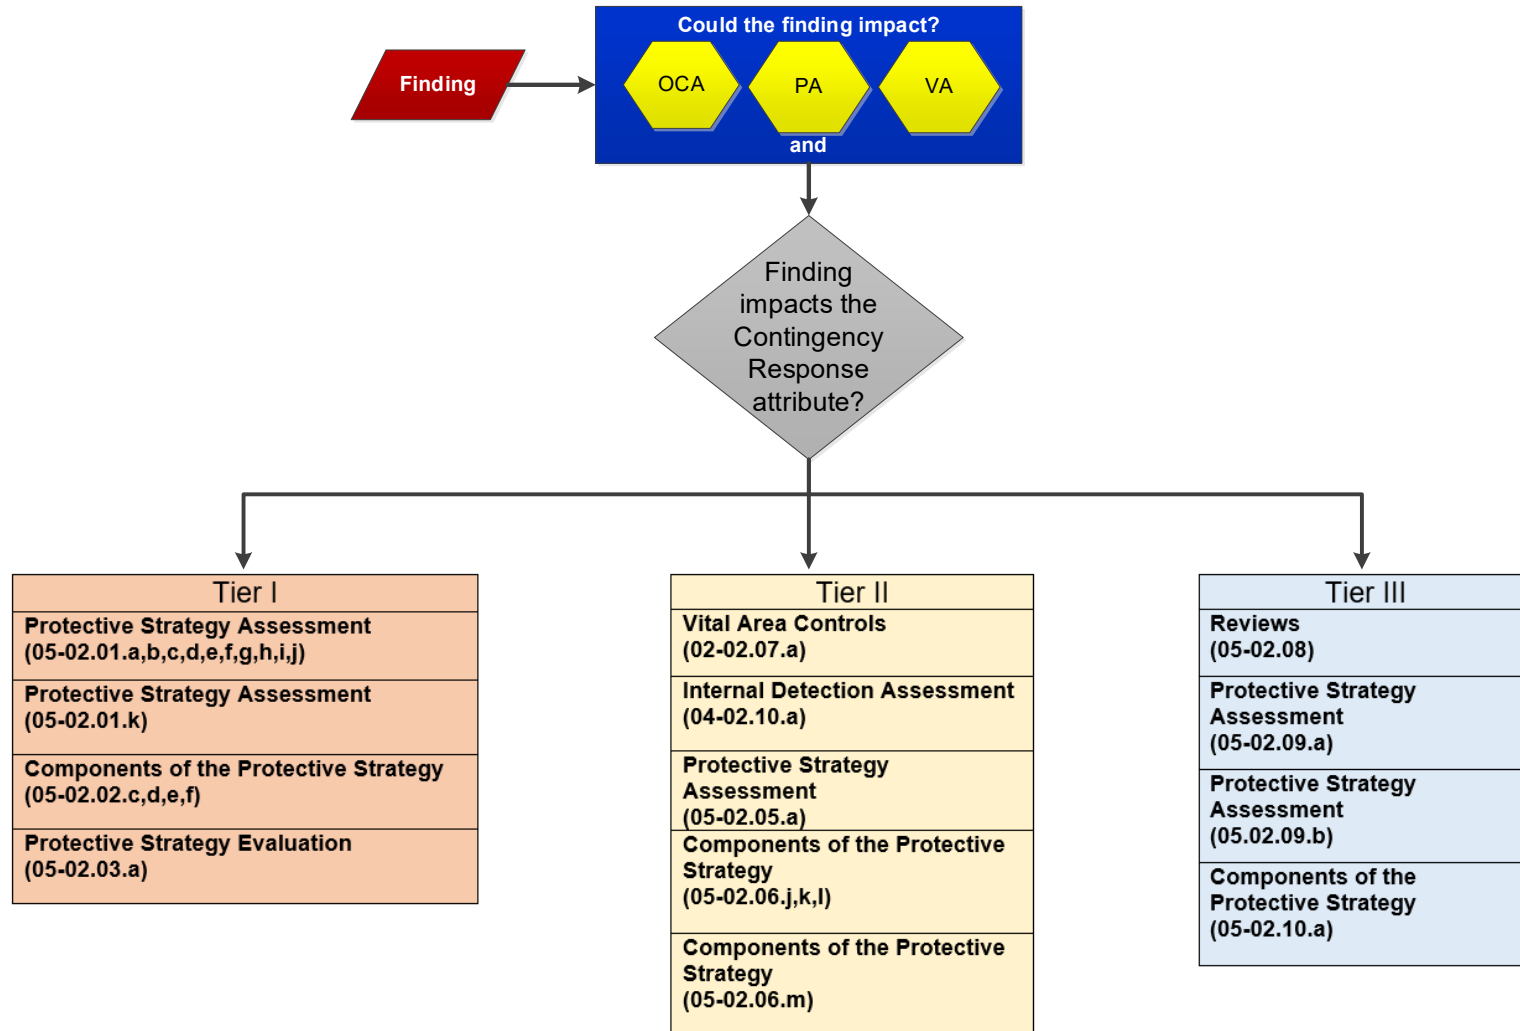 Could the finding impact?
Finding
OCA
PA
VA
and
Finding
impacts the
Contingency
Response
attribute?
Tier I
Protective Strategy Assessment
(05-02.01.a,b,c,d,e,f,g,h,i,j)
Protective Strategy Assessment
(05-02.01.k)
Components of the Protective Strategy
(05-02.02.c,d,e,f)
Protective Strategy Evaluation
(05-02.03.a)
Tier II
Vital Area Controls
(02-02.07.a)
Internal Detection Assessment
(04-02.10.a)
Protective Strategy
Assessment
(05-02.05.a)
Components of the Protective
Strategy
(05-02.06.j,k,l)
Components of the Protective
Strategy
(05-02.06.m)
Tier III
Reviews
(05-02.08)
Protective Strategy
Assessment
(05-02.09.a)
Protective Strategy
Assessment
(05.02.09.b)
Components of the
Protective Strategy
(05-02.10.a)